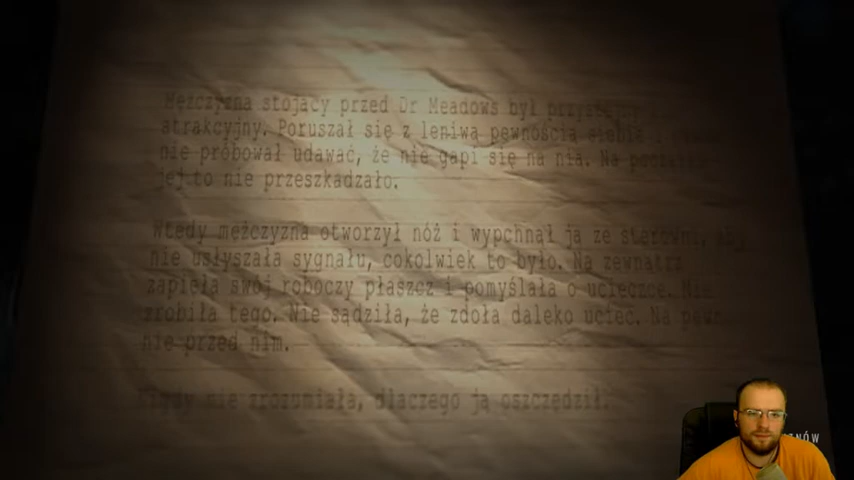 Mężczyzna stojący przed Dr Meadows był
atrakcyjny. Poruszał się z leniwą pewnością siebie
nie próbował udawać, że nie gapi się na nią. Na
jej to nie przeszkadzało.
Wtedy mężczyzna otworzył nóż i wypchnął ją ze sterowni,
nie usłyszała sygnału, cokolwiek to było. Na zewnątrz
zapięła swój roboczy płaszcz i pomyślała o ucieczce. Nie
zrobiła tego. Nie sądziła, że zdoła daleko uciec. Na
nie przed nim.
nie zrozumiała, dlaczego ją oszczędził.